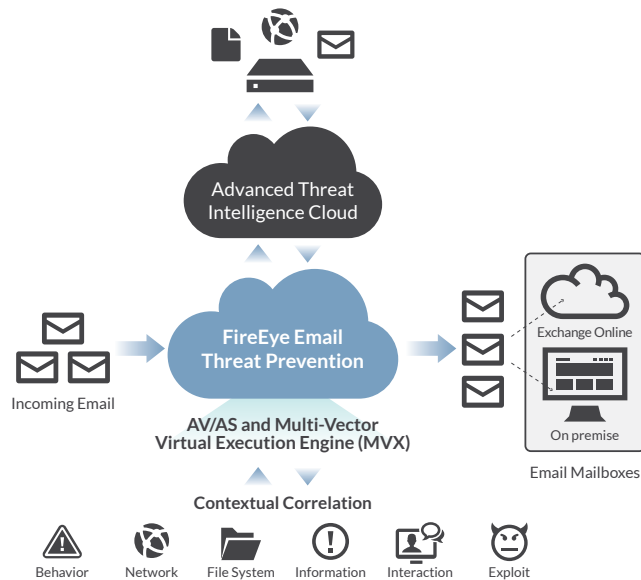 Advanced Threat
Intelligence Cloud
FireEye Email
Threat Prevention
Incoming Email
Exchange Online
On premise
Email Mailboxes
AV/AS and Multi-Vector
Virtual Execution Engine (MVX)
Contextual Correlation
Behavior
Network
File System
Information
Interaction
Exploit